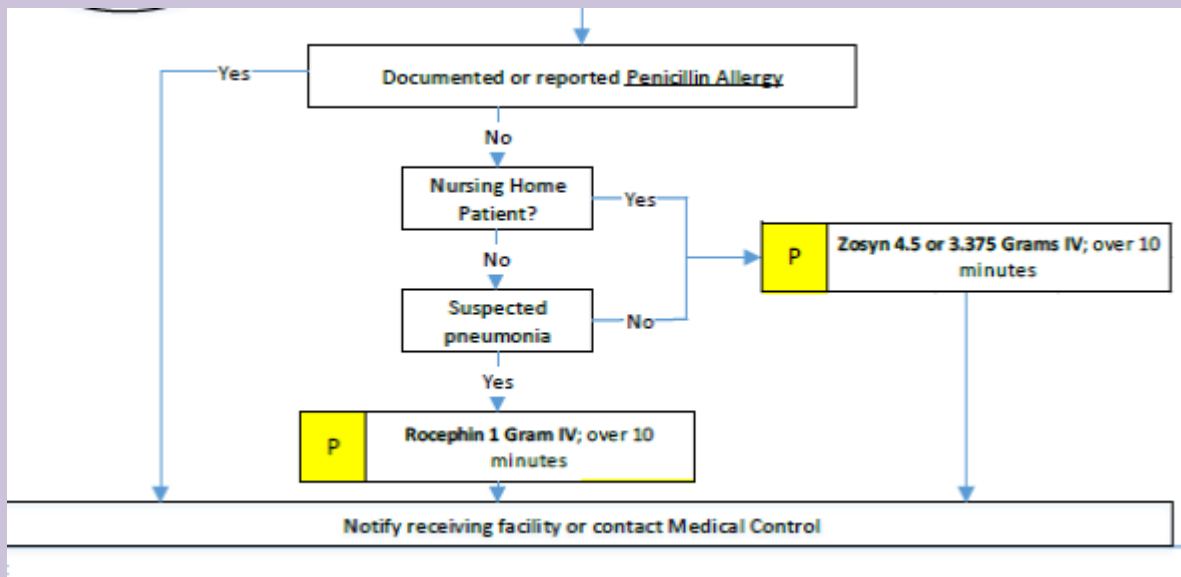 Yes
Documented or reported Penicillin Allergy
No
Nursing Home
Patient?
Yes
P
Zosyn 4.5 or 3.375 Grams IV; over 10
minutes
No
Suspected
pneumonia
No
Yes
P
Rocephin 1 Gram IV; over 10
minutes
Notify receiving facility or contact Medical Control